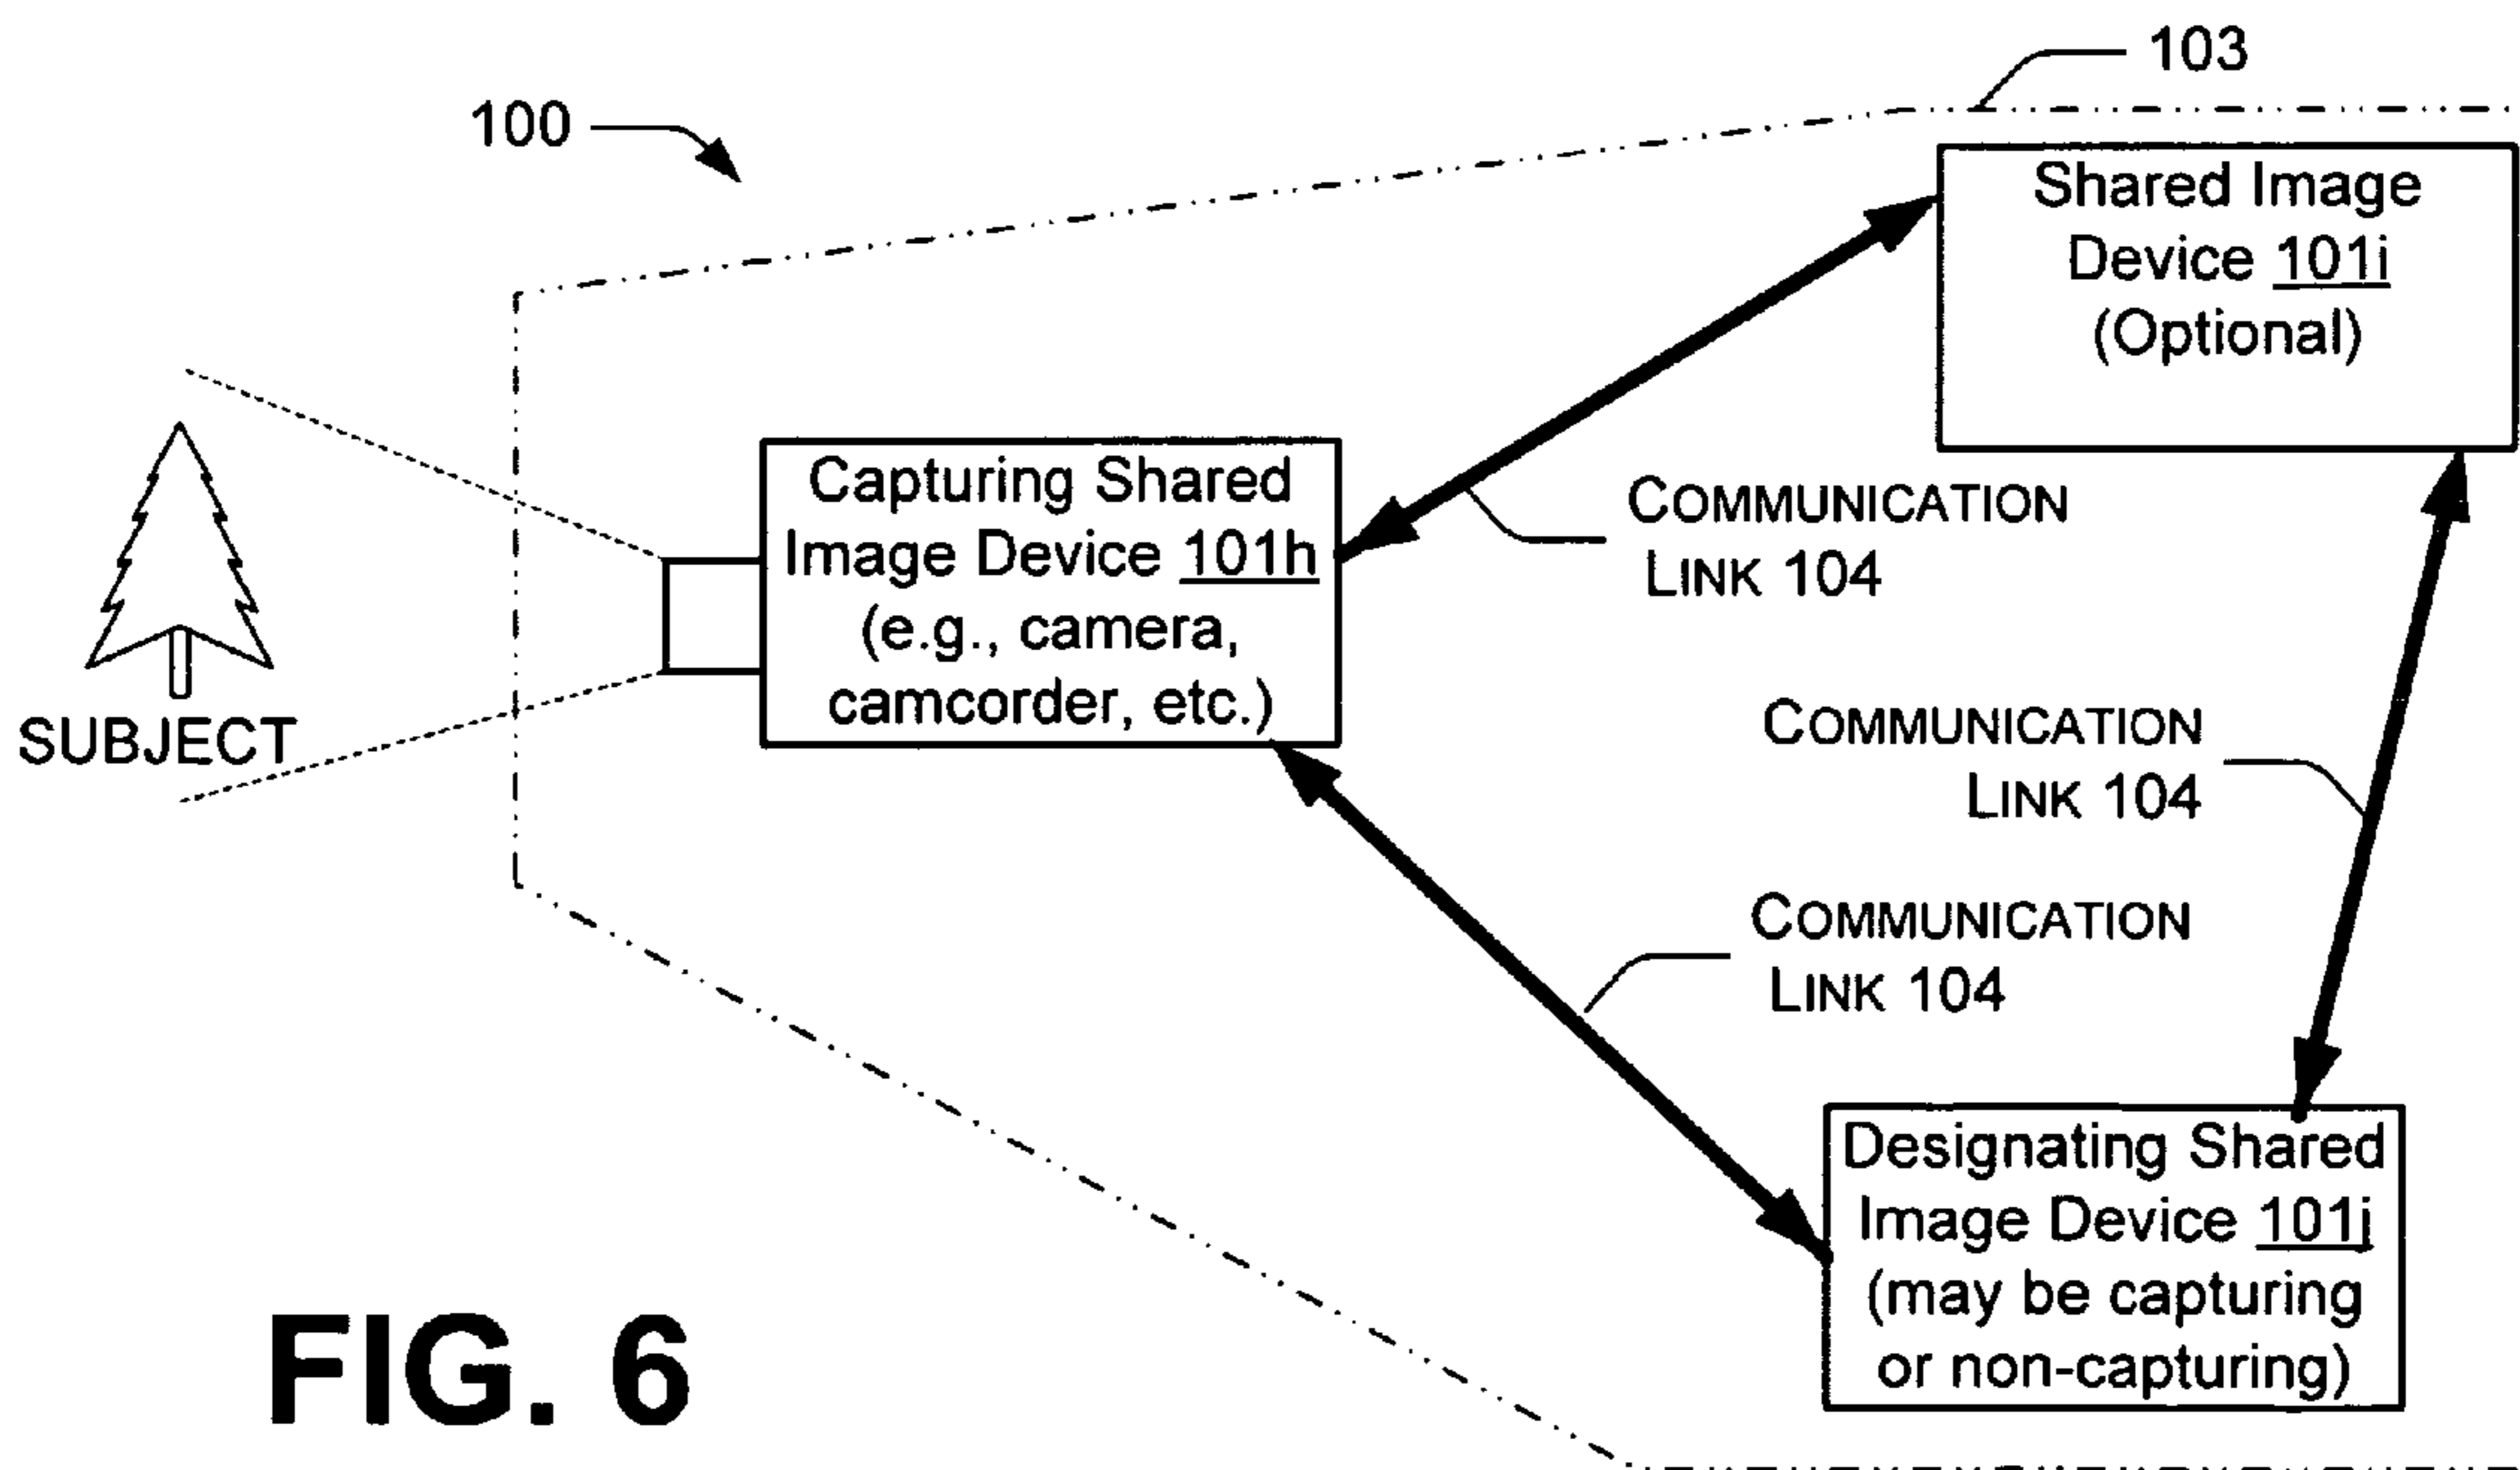 103
100
Shared Image
Device 101i
(Optional)
Capturing Shared
Image Device 101h
(e.g., camera,
camcorder, etc.)
COMMUNICATION
LINK 104
SUBJECT
COMMUNICATION
LINK 104
COMMUNICATION
LINK 104
Designating Shared
Image Device 101j
(may be capturing
or non-capturing)
FIG. 6